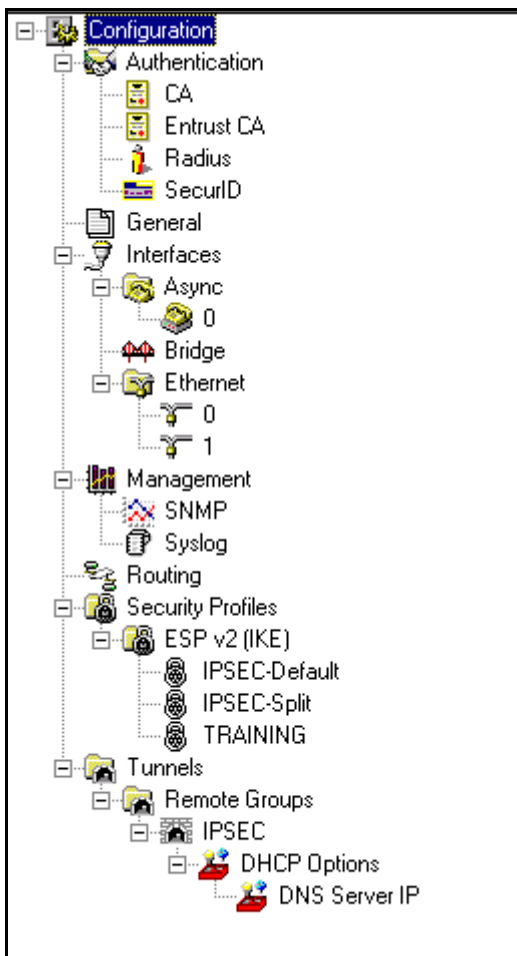 Configuration
Authentication
CA
Entrust CA
Radius
SecurID
General
Interfaces
Async
0
Bridge
Ethernet
0
1
Management
SNMP
Syslog
Routing
Security Profiles
ESP v2 (IKE)
IPSEC-Default
IPSEC-Split
TRAINING
Tunnels
Remote Groups
IPSEC
DHCP Options
DNS Server IP